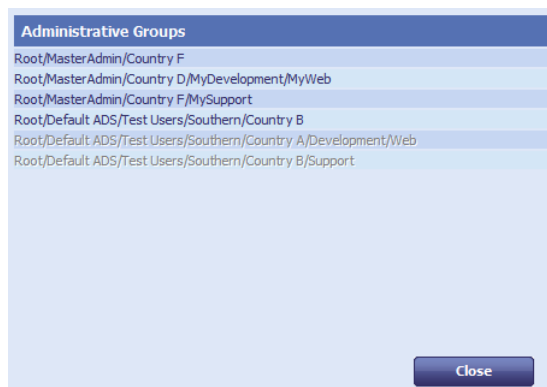 Administrative Groups
Root/MasterAdmin/Country F
Root/MasterAdmin/Country D/MyDevelopment/MyWeb
Root/MasterAdmin/Country F/MySupport
Root/Default ADS/Test Users/Southern/Country B
Root/Default ADS/Test Users/Southern/Country A/Development/Web
Root/Default ADS/Test Users/Southern/Country B/Support
Close